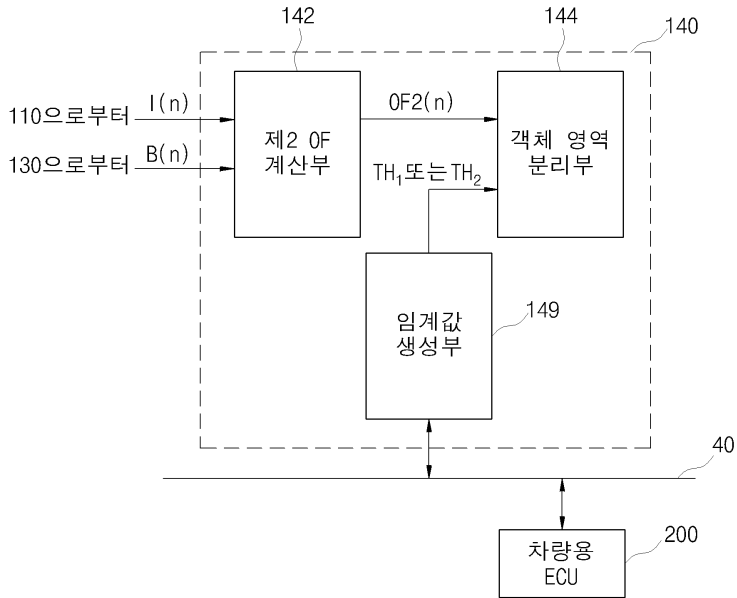 142
144
140
110으로부터
I(n)
OF2(n)
제2 OF
계산부
객체 영역
분리부
130으로부터
B(n)
TH1또는TH2
임계값
생성부
149
40
차량용
ECU
200